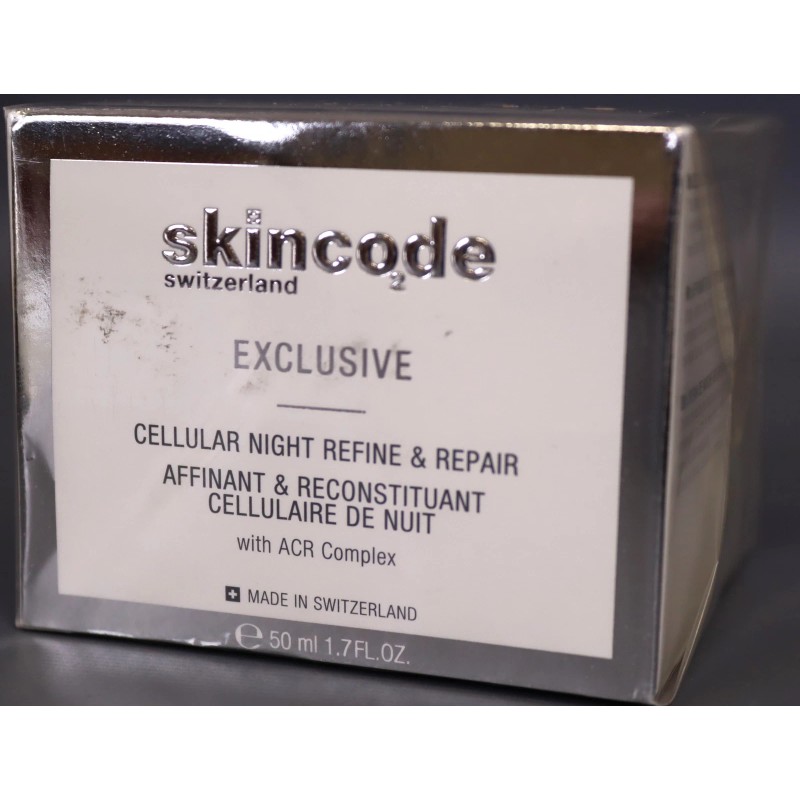 skinco₂de
switzerland
EXCLUSIVE
CELLULAR NIGHT REFINE & REPAIR
AFFINANT & RECONSTITUANT
CELLULAIRE DE NUIT
with ACR Complex
MADE IN SWITZERLAND
℮ 50 ml 1.7FL.OZ.